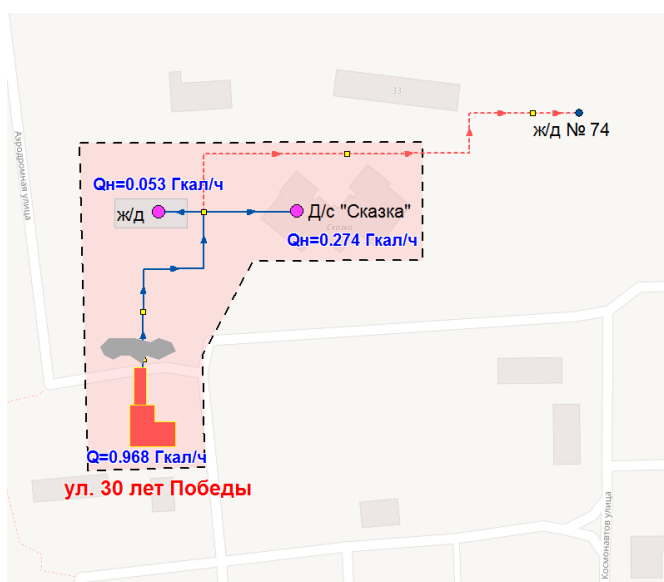 33
ж/д № 74
Аэродромная улица
Qн=0.053 Гкал/ч
ж/д
Д/с "Сказка"
Сказка
Qн=0.274 Гкал/ч
Q=0.968 Гкал/ч
ул. 30 лет Победы
Космонавтов улица